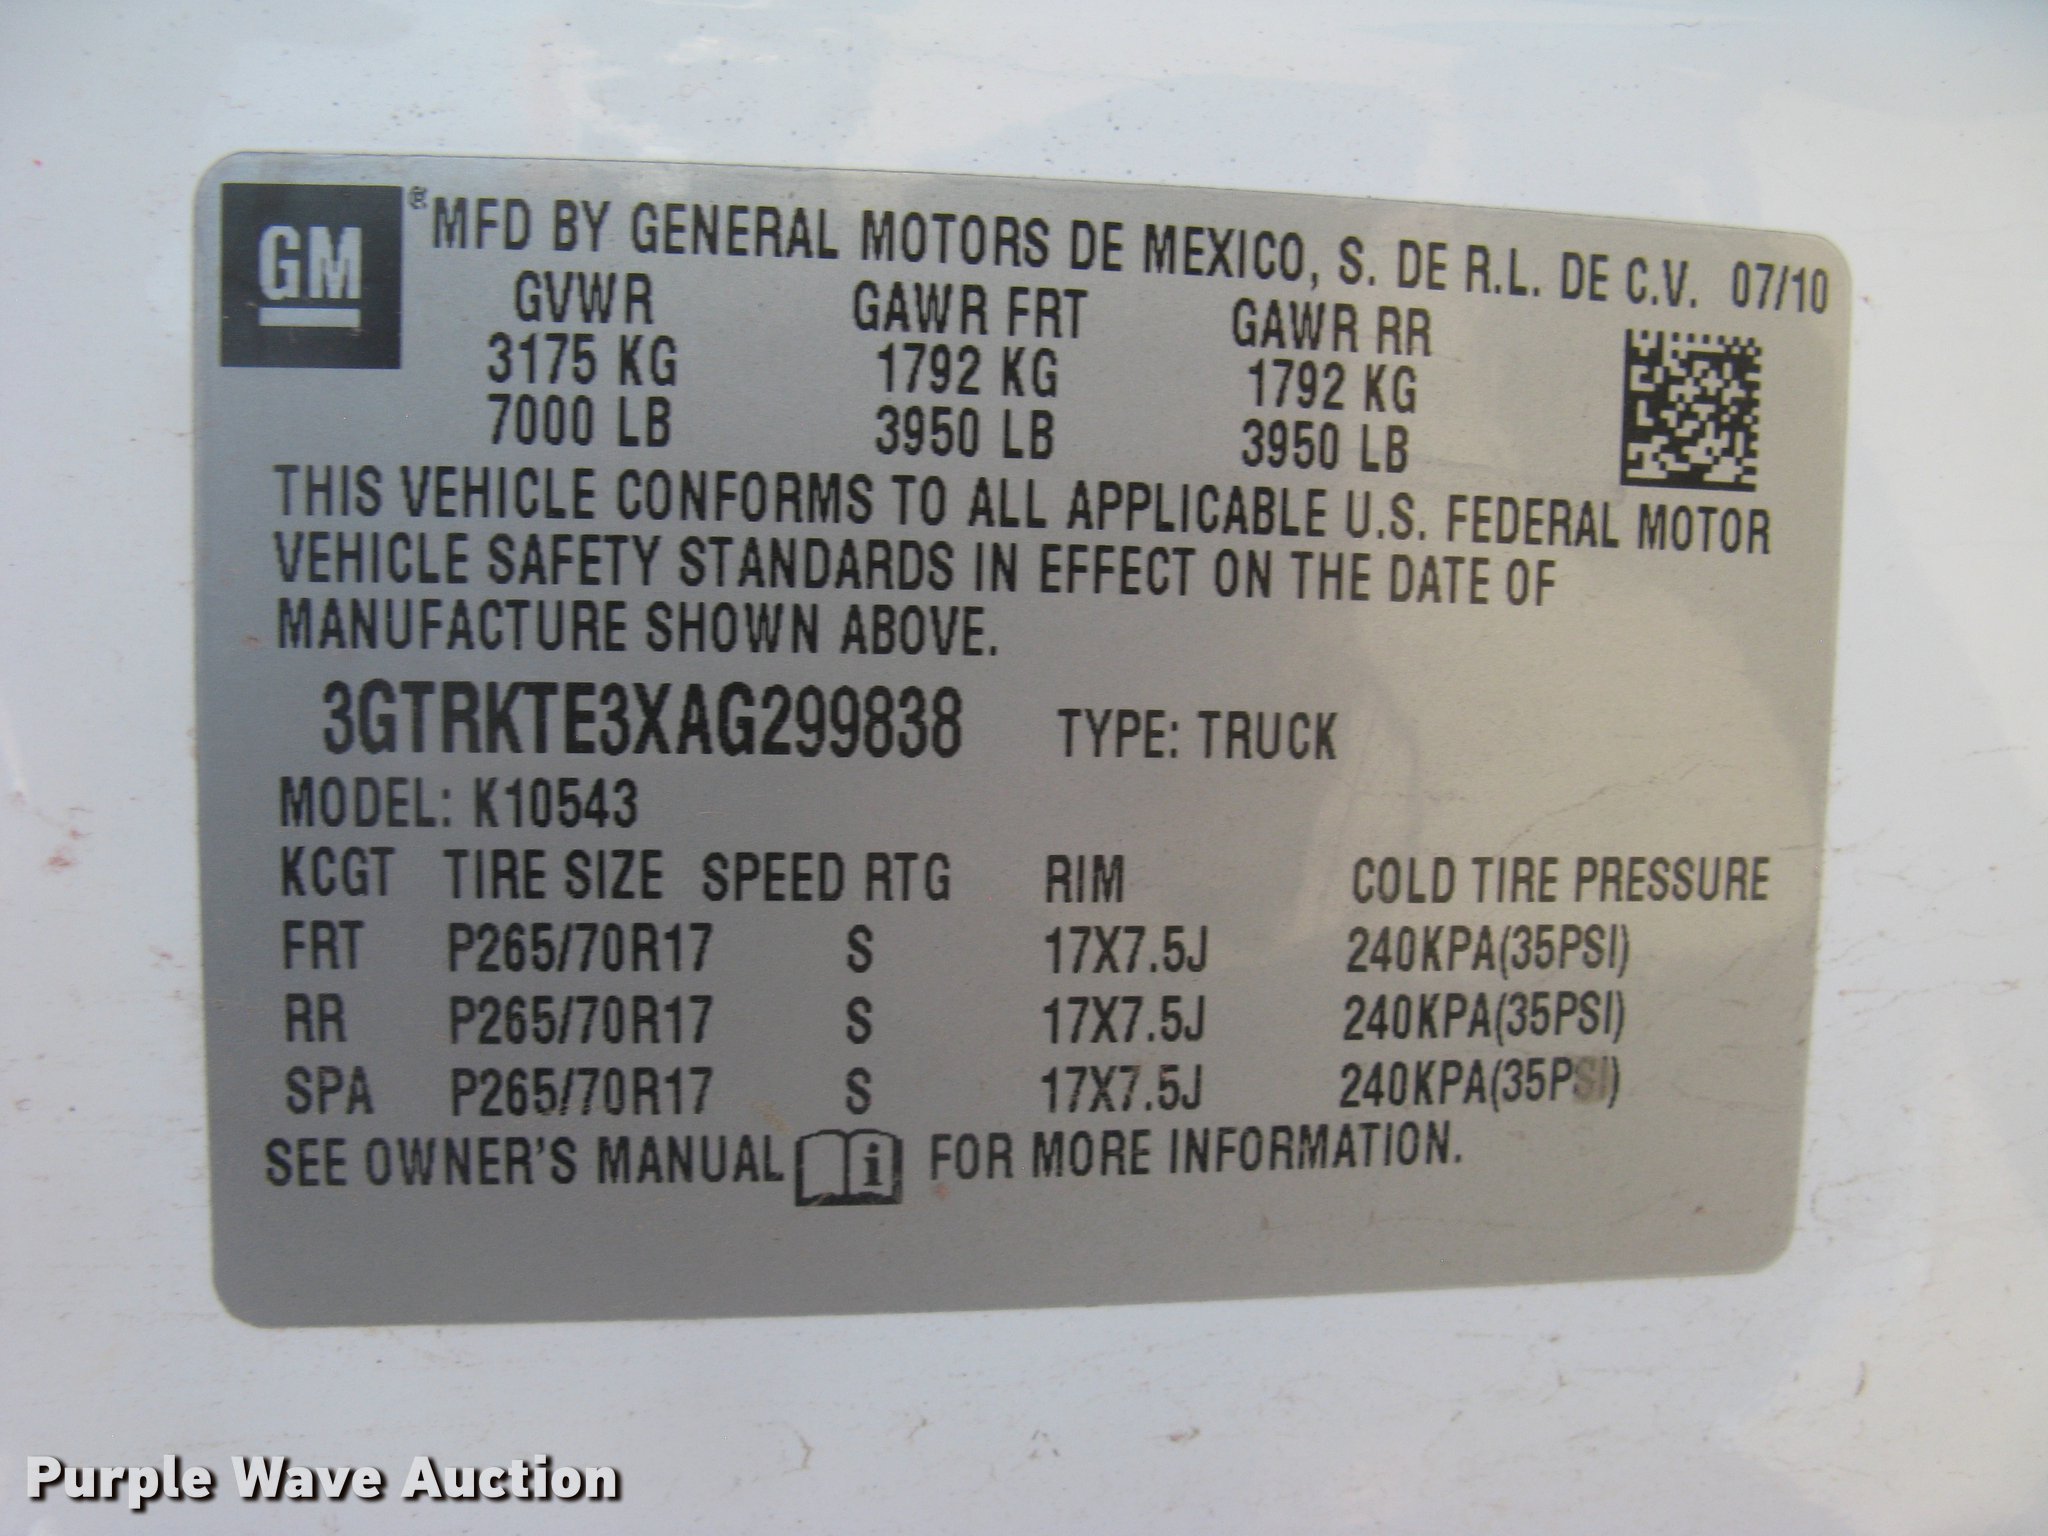 GM ® MFD BY GENERAL MOTORS DE MEXICO, S. DE R.L. DE C.V. 07/10
GVWR GAWR FRT GAWR RR
3175 KG 1792 KG 1792 KG
7000 LB 3950 LB 3950 LB
THIS VEHICLE CONFORMS TO ALL APPLICABLE U.S. FEDERAL MOTOR
VEHICLE SAFETY STANDARDS IN EFFECT ON THE DATE OF
MANUFACTURE SHOWN ABOVE.
3GTRKTE3XAG299838 TYPE: TRUCK
MODEL: K10543
KCGT TIRE SIZE SPEED RTG RIM COLD TIRE PRESSURE
FRT P265/70R17 S 17X7.5J 240KPA(35PSI)
RR P265/70R17 S 17X7.5J 240KPA(35PSI)
SPA P265/70R17 S 17X7.5J 240KPA(35PSI)
SEE OWNER'S MANUAL i FOR MORE INFORMATION.
Purple Wave Auction